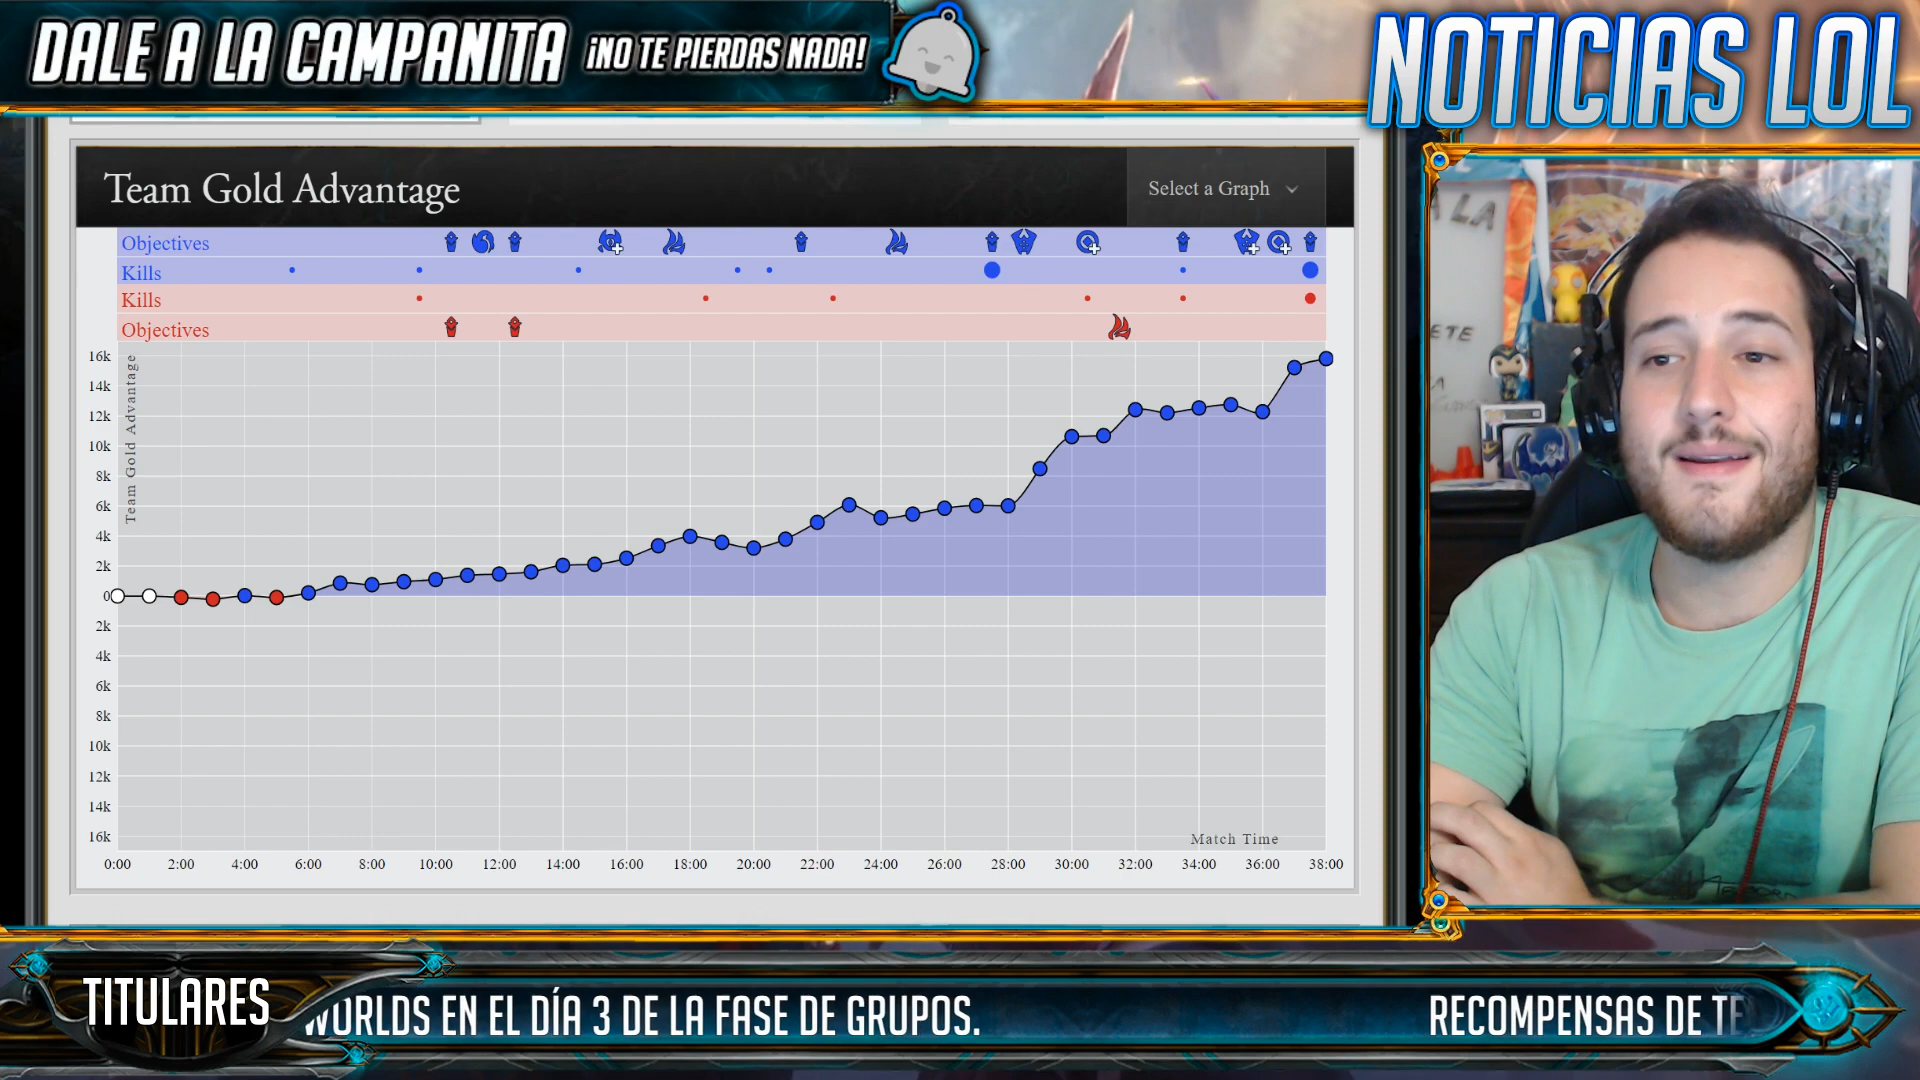 DALE A LA CAMPANITA ¡NO TE PIERDAS NADA!
NOTICIAS LOL
Team Gold Advantage
Select a Graph
Objectives
Kills
Kills
Objectives
16k
14k
12k
10k
8k
6k
4k
2k
0
2k
4k
6k
8k
10k
12k
14k
16k
Team Gold Advantage
Match Time
0:00 2:00 4:00 6:00 8:00 10:00 12:00 14:00 16:00 18:00 20:00 22:00 24:00 26:00 28:00 30:00 32:00 34:00 36:00 38:00
A LA
ETE
TITULARES
WORLDS EN EL DÍA 3 DE LA FASE DE GRUPOS.
RECOMPENSAS DE TE